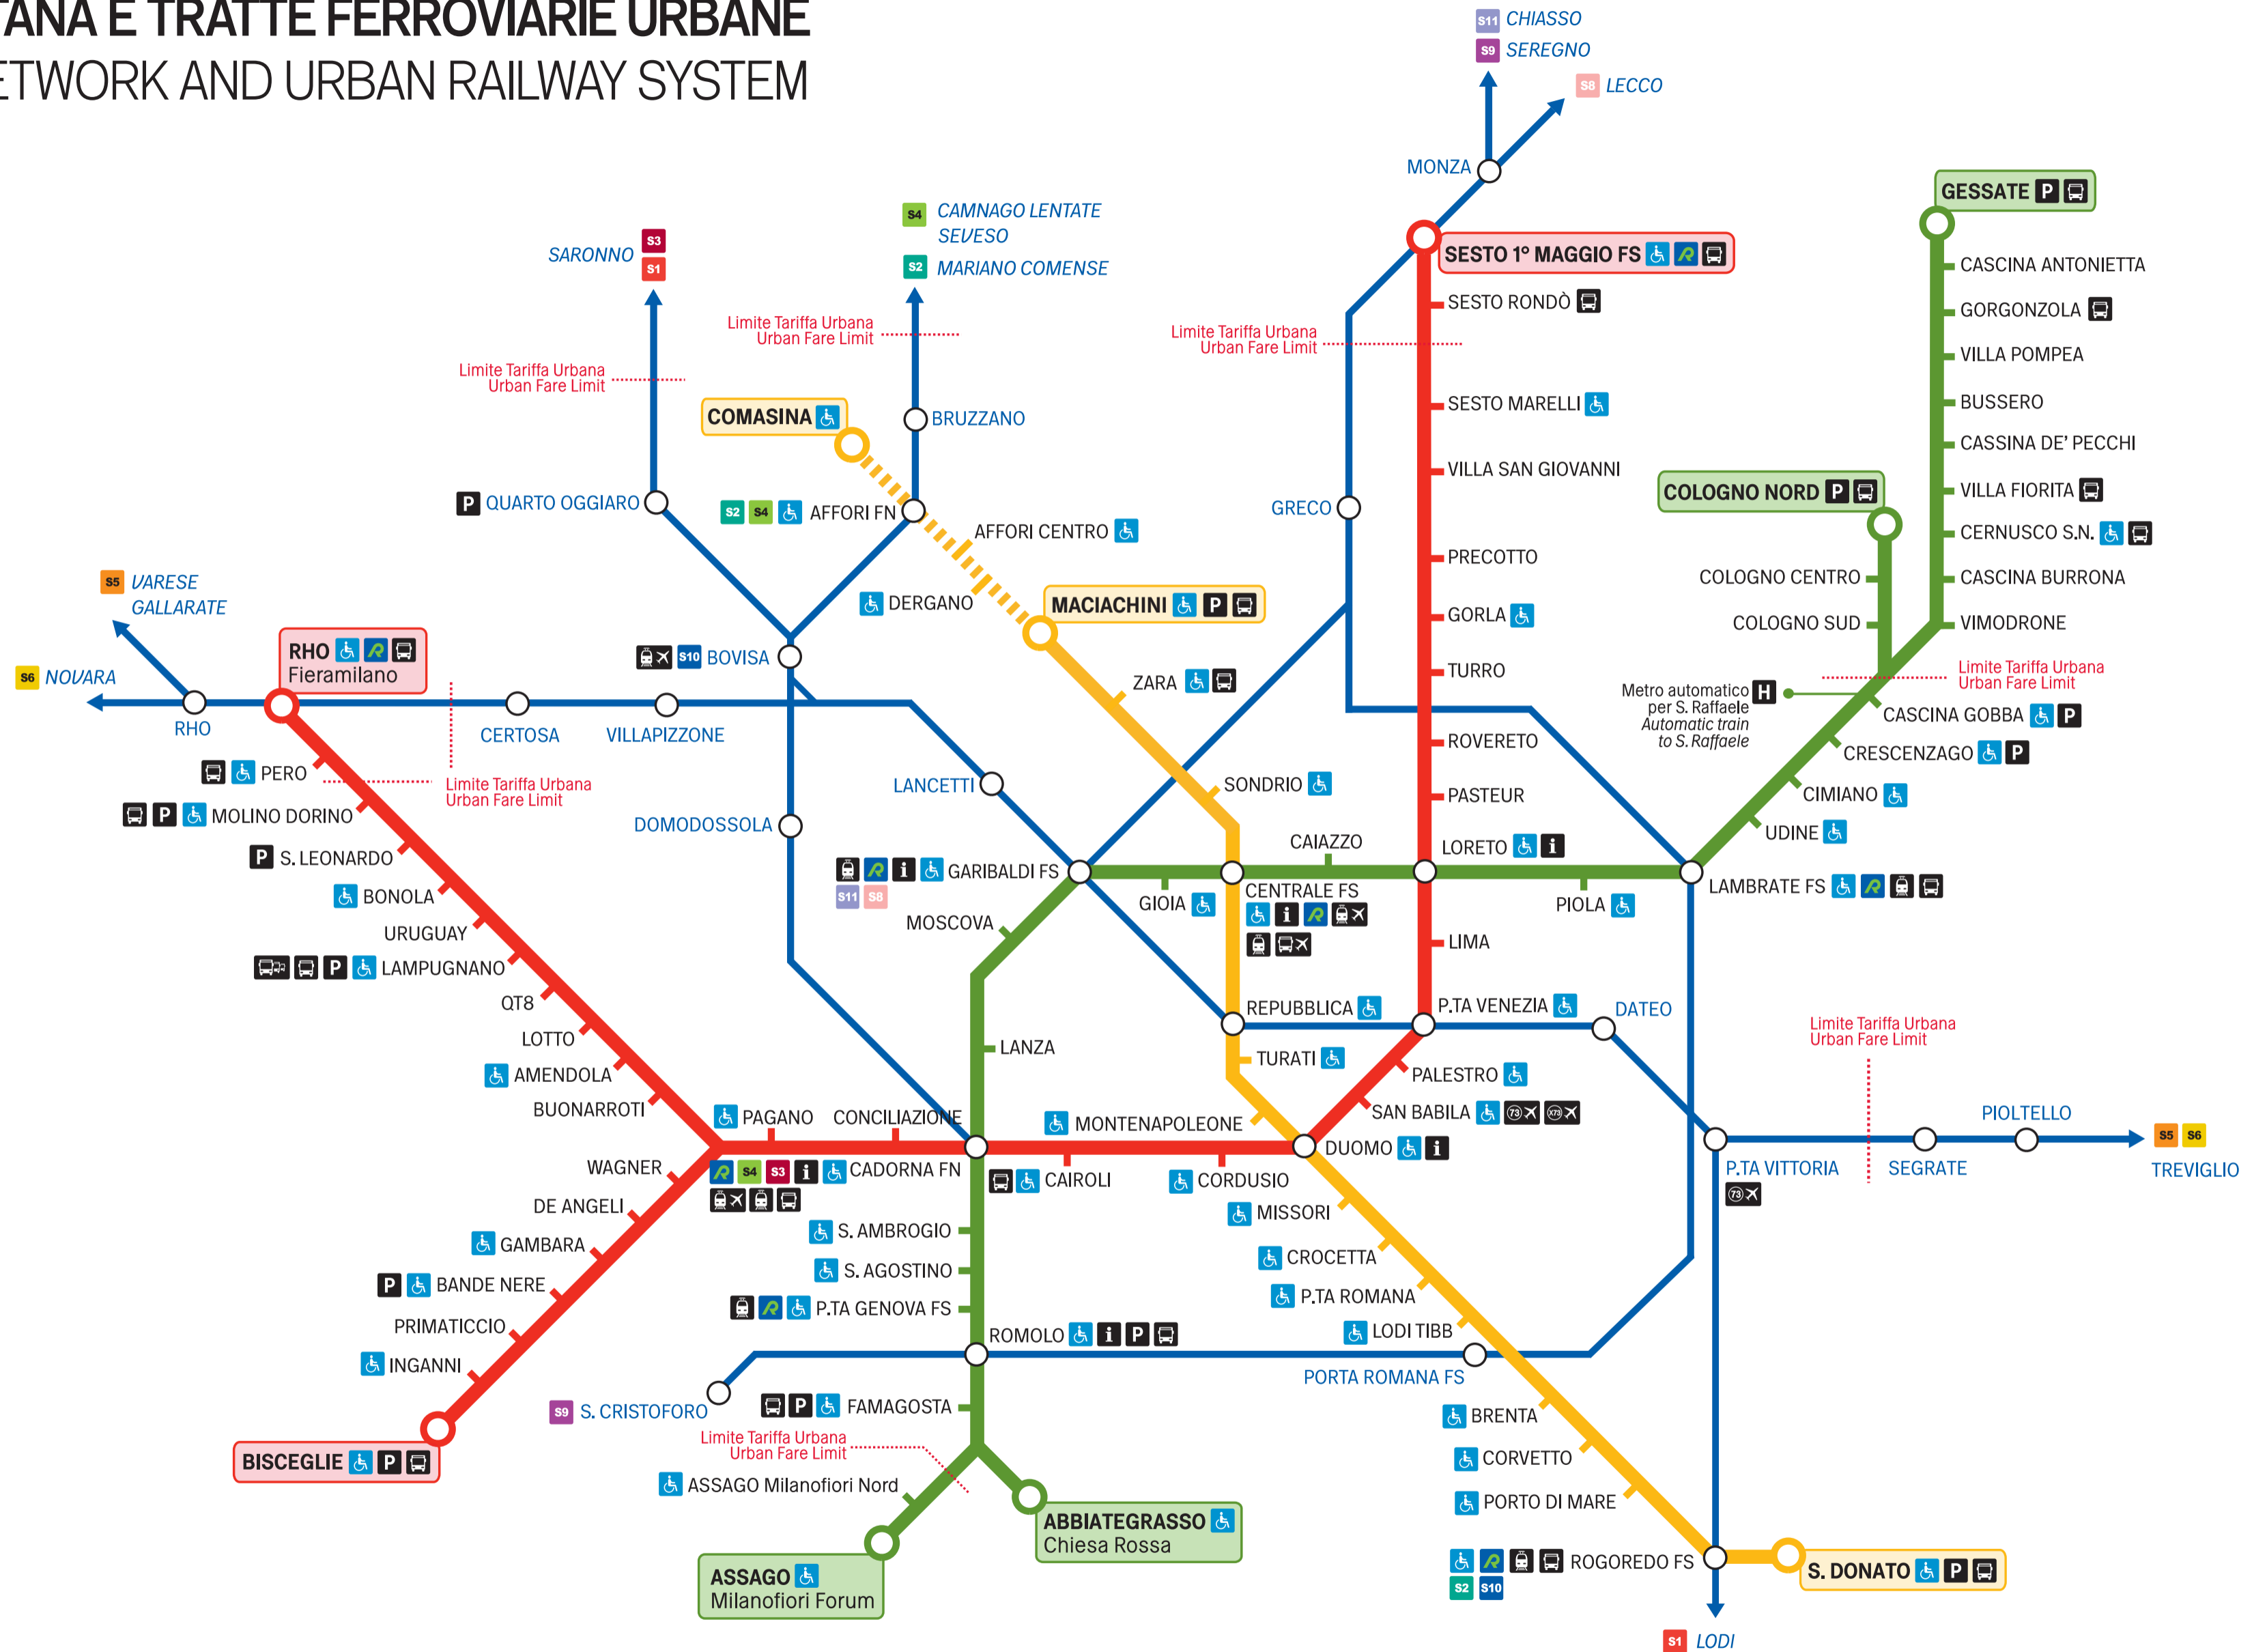 TANA E TRATTE FERROVIARIE URBANE
ETWORK AND URBAN RAILWAY SYSTEM
S11 CHIASSO
S9 SEREGNO
S8 LECCO
MONZA
GESSATE P
SESTO 1° MAGGIO FS
SARONNO S3
S1
S4 CAMNAGO LENTATE
SEVESO
S2 MARIANO COMENSE
CASCINA ANTONIETTA
SESTO RONDÒ
GORGONZOLA
Limite Tariffa Urbana
Urban Fare Limit
Limite Tariffa Urbana
Urban Fare Limit
Limite Tariffa Urbana
Urban Fare Limit
VILLA POMPEA
COMASINA
BRUZZANO
SESTO MARELLI
BUSSERO
CASSINA DE' PECCHI
VILLA SAN GIOVANNI
COLOGNO NORD P
VILLA FIORITA
P QUARTO OGGIARO
S2 S4 AFFORI FN
AFFORI CENTRO
GRECO
CERNUSCO S.N.
PRECOTTO
COLOGNO CENTRO
CASCINA BURRONA
S5 VARESE
GALLARATE
DERGANO
MACIACHINI P
GORLA
COLOGNO SUD
VIMODRONE
RHO
Fieramilano
S10 BOVISA
TURRO
Limite Tariffa Urbana
Urban Fare Limit
S6 NOVARA
ZARA
Metro automatico H
per S. Raffaele
Automatic train
to S. Raffaele
RHO
CERTOSA
VILLAPIZZONE
ROVERETO
CASCINA GOBBA P
CRESCENZAGO P
PERO
Limite Tariffa Urbana
Urban Fare Limit
LANCETTI
SONDRIO
PASTEUR
CIMIANO
P MOLINO DORINO
DOMODOSSOLA
UDINE
P S. LEONARDO
CAIAZZO
LORETO i
i GARIBALDI FS
S11 S8
GIOIA
CENTRALE FS
i
PIOLA
LAMBRATE FS
BONOLA
URUGUAY
MOSCOVA
LIMA
P LAMPUGNANO
QT8
REPUBBLICA
P.TA VENEZIA
DATEO
LOTTO
LANZA
TURATI
Limite Tariffa Urbana
Urban Fare Limit
AMENDOLA
PALESTRO
BUONARROTI
PAGANO
CONCILIAZIONE
MONTENAPOLEONE
SAN BABILA 73 X73
PIOLTELLO
DUOMO i
S5 S6
TREVIGLIO
WAGNER
S4 S3 i CADORNA FN
CAIROLI
CORDUSIO
P.TA VITTORIA
73
SEGRATE
DE ANGELI
S. AMBROGIO
MISSORI
GAMBARA
S. AGOSTINO
CROCETTA
P BANDE NERE
P.TA GENOVA FS
P.TA ROMANA
PRIMATICCIO
ROMOLO i P
LODI TIBB
INGANNI
PORTA ROMANA FS
S9 S. CRISTOFORO
P FAMAGOSTA
BRENTA
Limite Tariffa Urbana
Urban Fare Limit
BISCEGLIE P
CORVETTO
ASSAGO Milanofiori Nord
PORTO DI MARE
ABBIATEGRASSO
Chiesa Rossa
ROGOREDO FS
S2 S10
S. DONATO P
ASSAGO
Milanofiori Forum
S1 LODI